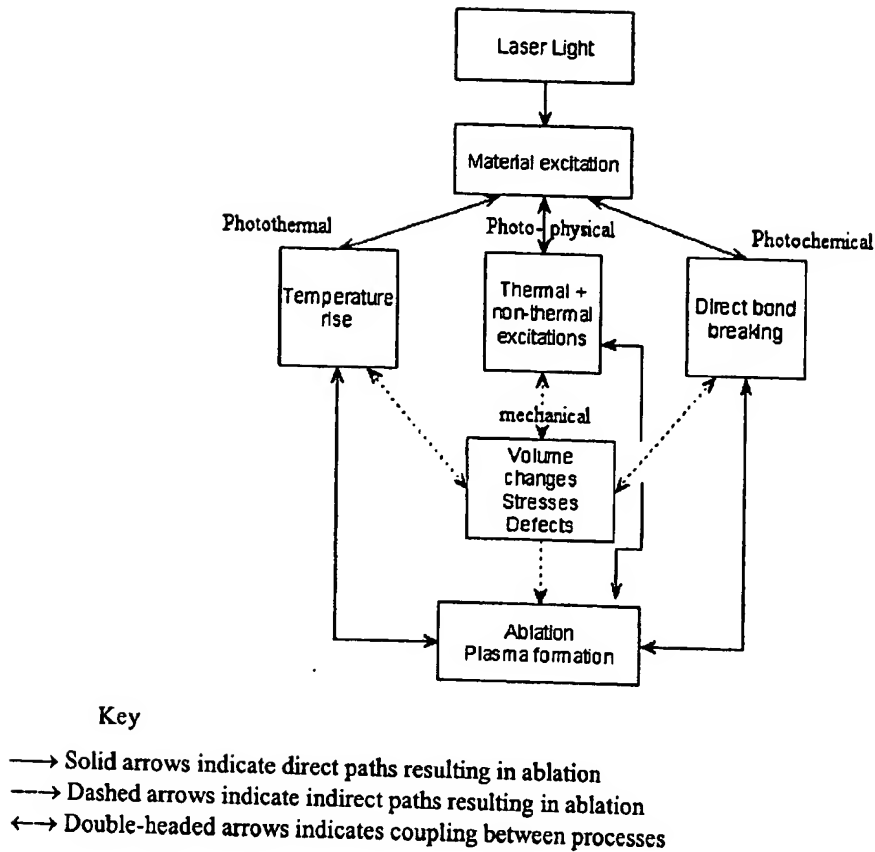 Laser Light
Material excitation
Photothermal
Photo-physical
Photochemical
Temperature
rise
Thermal +
non-thermal
excitations
Direct bond
breaking
mechanical
Volume
changes
Stresses
Defects
Ablation
Plasma formation
Key
Solid arrows indicate direct paths resulting in ablation
Dashed arrows indicate indirect paths resulting in ablation
Double-headed arrows indicates coupling between processes